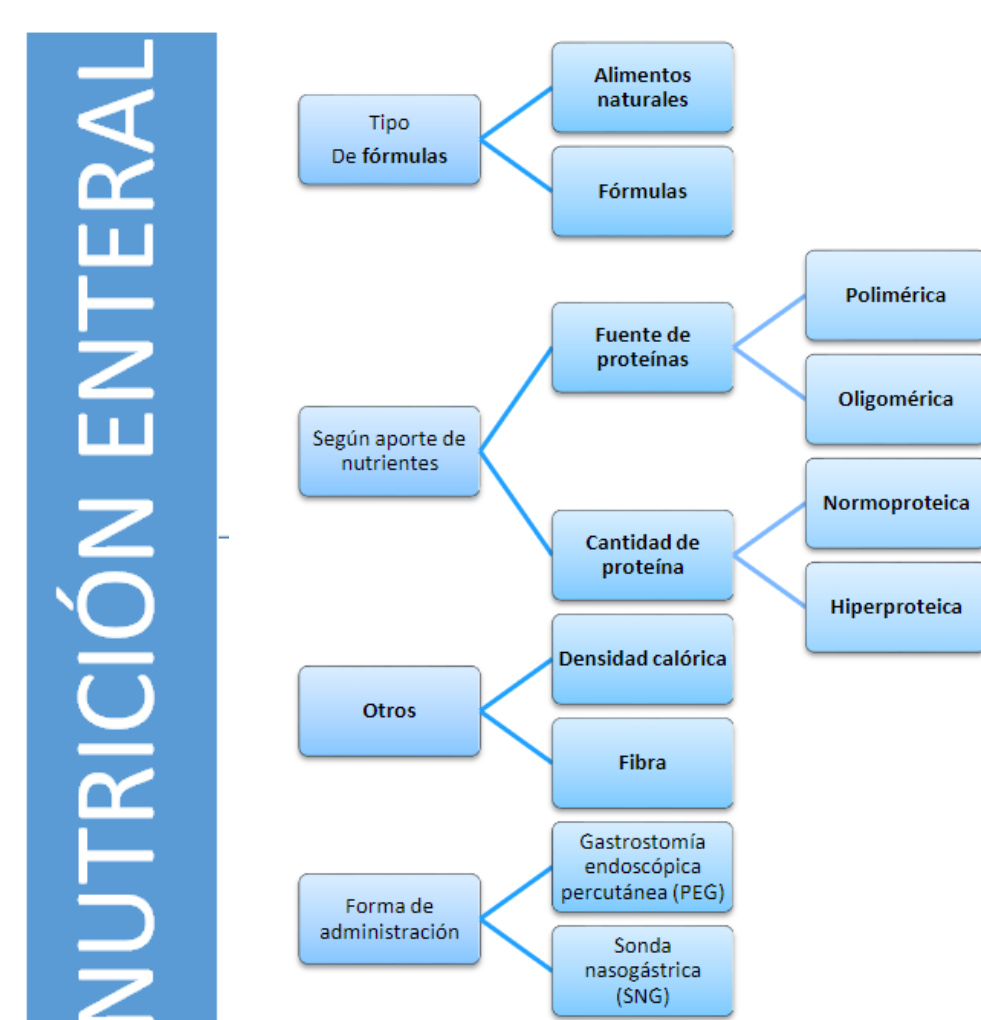 NUTRICIÓN ENTERAL
Tipo
De fórmulas
Alimentos
naturales
Fórmulas
Según aporte de
nutrientes
Fuente de
proteínas
Polimérica
Oligomérica
Cantidad de
proteína
Normoproteica
Hiperproteica
Otros
Densidad calórica
Fibra
Forma de
administración
Gastrostomía
endoscópica
percutánea (PEG)
Sonda
nasogástrica
(SNG)